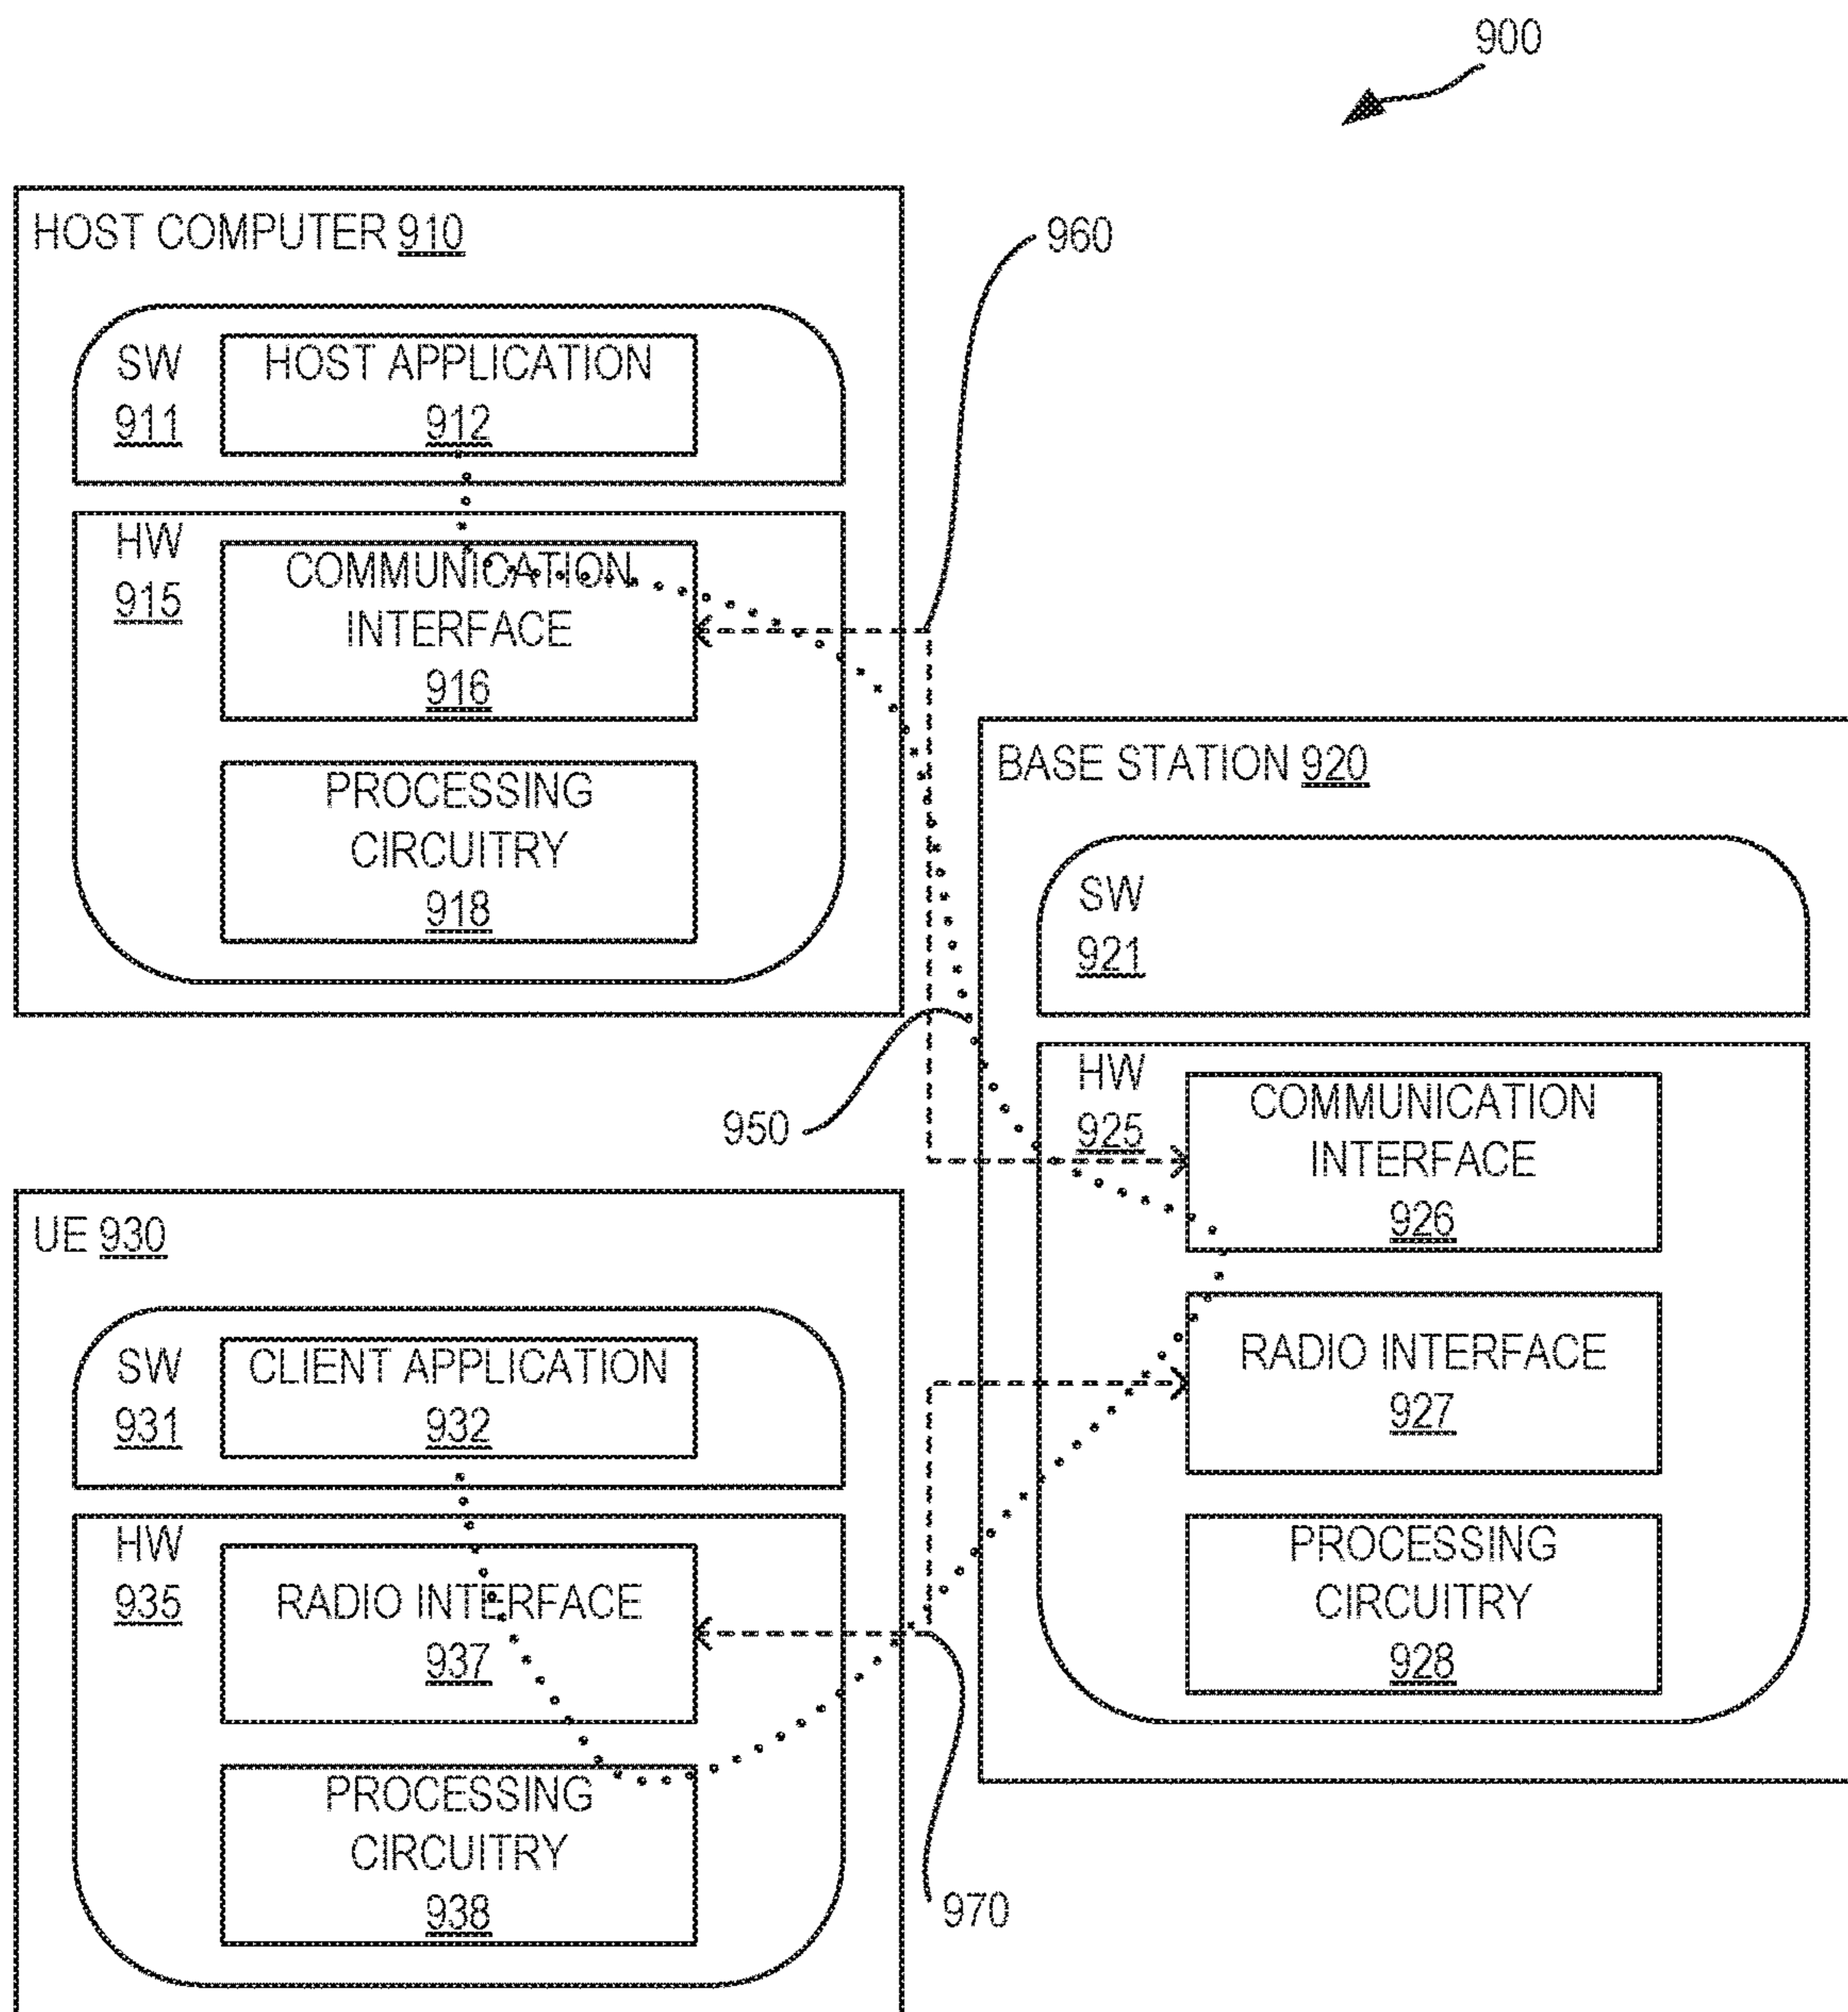 900
HOST COMPUTER 910
960
SW
911
HOST APPLICATION
912
HW
915
COMMUNICATION
INTERFACE
916
PROCESSING
CIRCUITRY
918
BASE STATION 920
SW
921
HW
925
COMMUNICATION
INTERFACE
926
RADIO INTERFACE
927
PROCESSING
CIRCUITRY
928
950
UE 930
SW
931
CLIENT APPLICATION
932
HW
935
RADIO INTERFACE
937
PROCESSING
CIRCUITRY
938
970